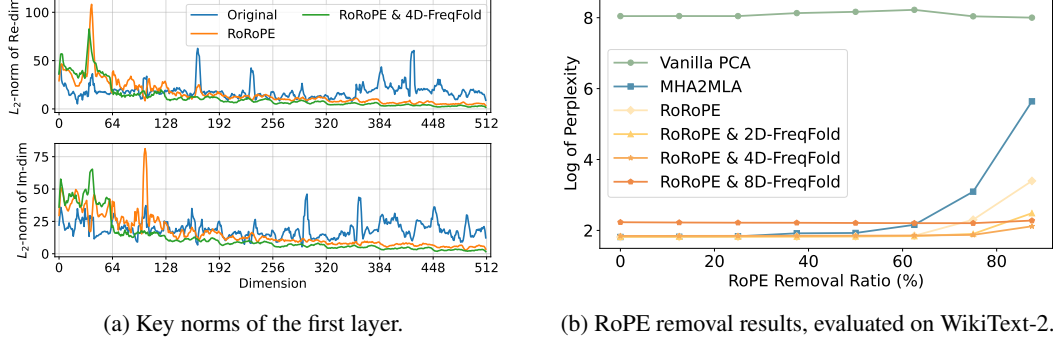 100
50
0
L2-norm of Re-dim
Original
RoRoPE
RoRoPE & 4D-FreqFold
0 64 128 192 256 320 384 448 512
75
50
25
0
L2-norm of Im-dim
0 64 128 192 256 320 384 448 512
Dimension
(a) Key norms of the first layer.
8
6
4
2
Log of Perplexity
Vanilla PCA
MHA2MLA
RoRoPE
RoRoPE & 2D-FreqFold
RoRoPE & 4D-FreqFold
RoRoPE & 8D-FreqFold
0 20 40 60 80
RoPE Removal Ratio (%)
(b) RoPE removal results, evaluated on WikiText-2.